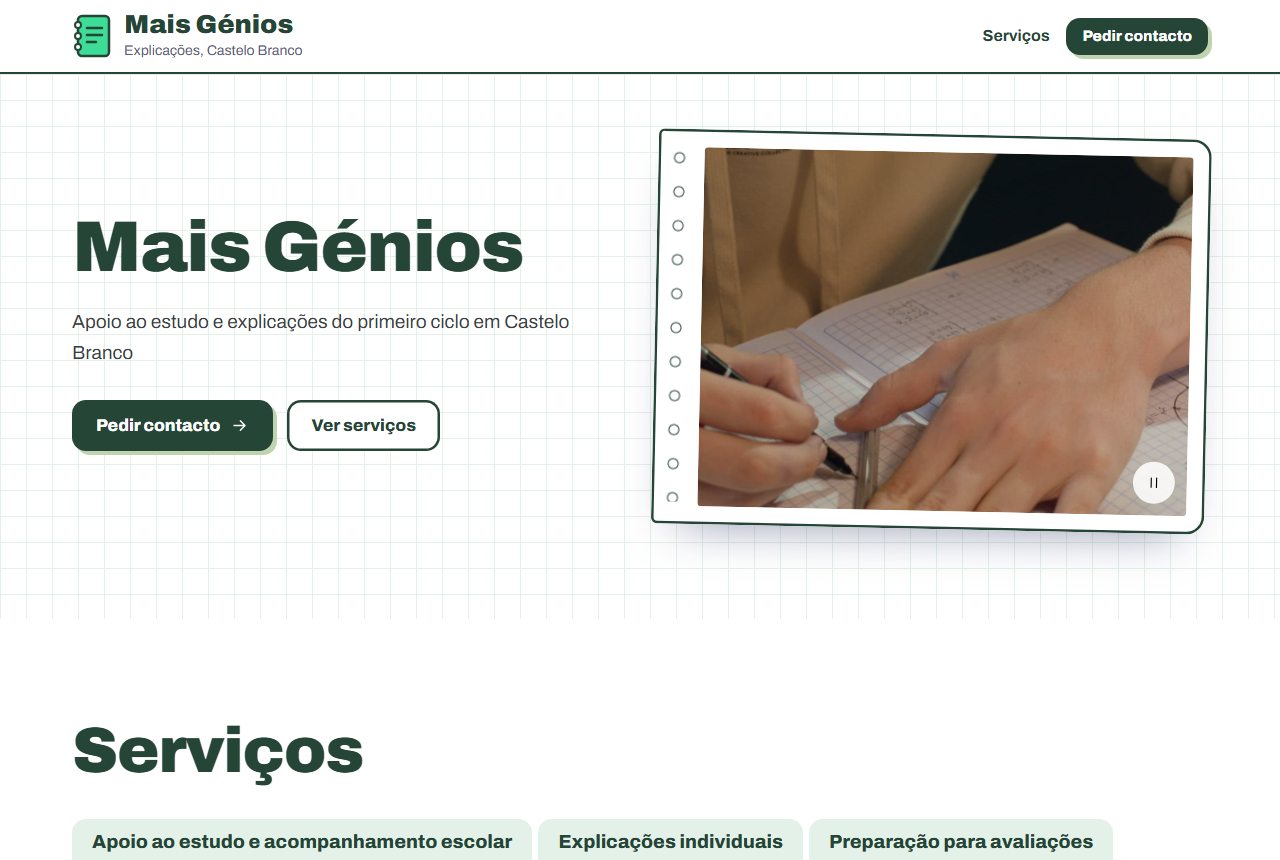 Mais Génios
Explicações, Castelo Branco
Serviços
Pedir contacto
Mais Génios
Apoio ao estudo e explicações do primeiro ciclo em Castelo
Branco
Pedir contacto →
Ver serviços
Serviços
Apoio ao estudo e acompanhamento escolar
Explicações individuais
Preparação para avaliações